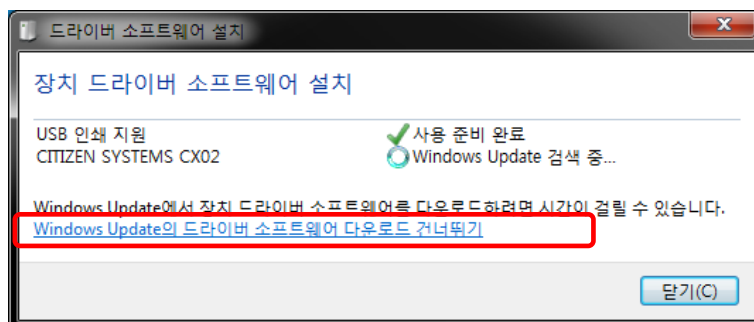 드라이버 소프트웨어 설치
장치 드라이버 소프트웨어 설치
USB 인쇄 지원 사용 준비 완료
CITIZEN SYSTEMS CX02 Windows Update 검색 중...
Windows Update에서 장치 드라이버 소프트웨어를 다운로드하려면 시간이 걸릴 수 있습니다.
Windows Update의 드라이버 소프트웨어 다운로드 건너뛰기
닫기(C)